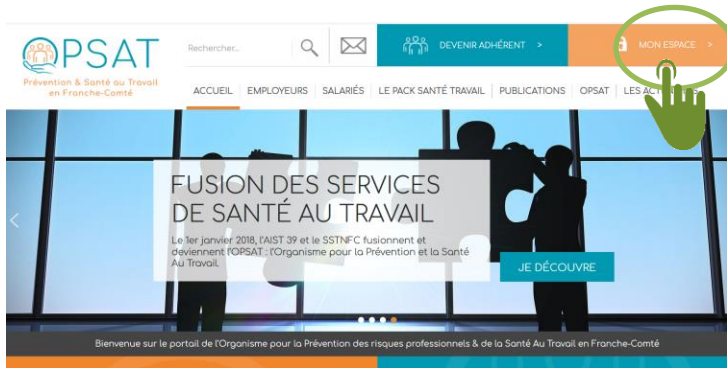 OPSAT
Prévention & Santé au Travail
en Franche-Comté
Rechercher...
DEVENIR ADHÉRENT >
MON ESPACE >
ACCUEIL EMPLOYEURS SALARIÉS LE PACK SANTÉ TRAVAIL PUBLICATIONS OPSAT LES
FUSION DES SERVICES
DE SANTÉ AU TRAVAIL
Le 1er janvier 2018, l'AIST 39 et le SSTNFC fusionnent et
deviennent l'OPSAT : l'Organisme pour la Prévention et la Santé
Au Travail.
JE DÉCOUVRE
Bienvenue sur le portail de l'Organisme pour la Prévention des risques professionnels & de la Santé Au Travail en Franche-Comté